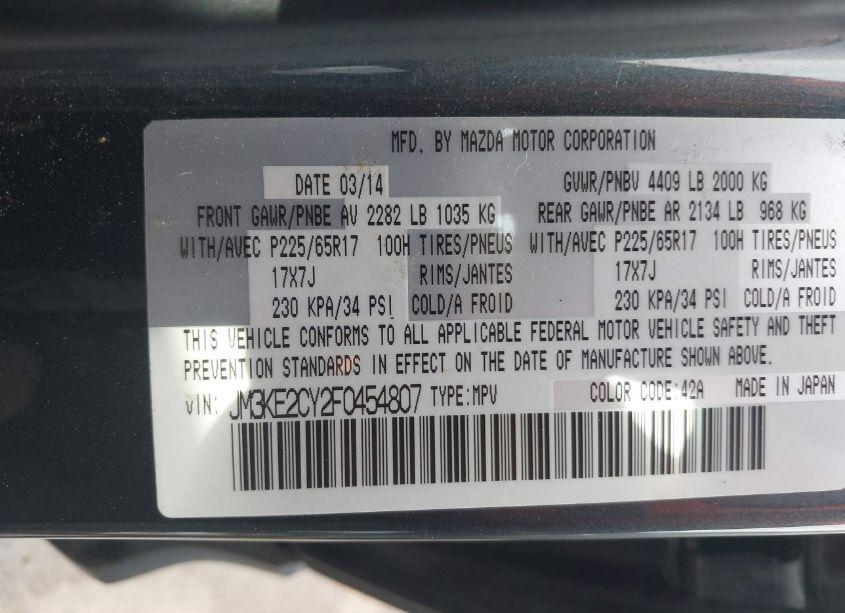 MFD. BY MAZDA MOTOR CORPORATION
DATE 03/14 GVWR/PNBV 4409 LB 2000 KG
FRONT GAWR/PNBE AV 2282 LB 1035 KG REAR GAWR/PNBE AR 2134 LB 968 KG
WITH/AVEC P225/65R17 100H TIRES/PNEUS WITH/AVEC P225/65R17 100H TIRES/PNEUS
17X7J RIMS/JANTES 17X7J RIMS/JANTES
230 KPA/34 PSI COLD/A FROID 230 KPA/34 PSI COLD/A FROID
THIS VEHICLE CONFORMS TO ALL APPLICABLE FEDERAL MOTOR VEHICLE SAFETY AND THEFT
PREVENTION STANDARDS IN EFFECT ON THE DATE OF MANUFACTURE SHOWN ABOVE.
VIN: JM3KE2CY2F0454807 TYPE:MPV COLOR CODE:42A MADE IN JAPAN